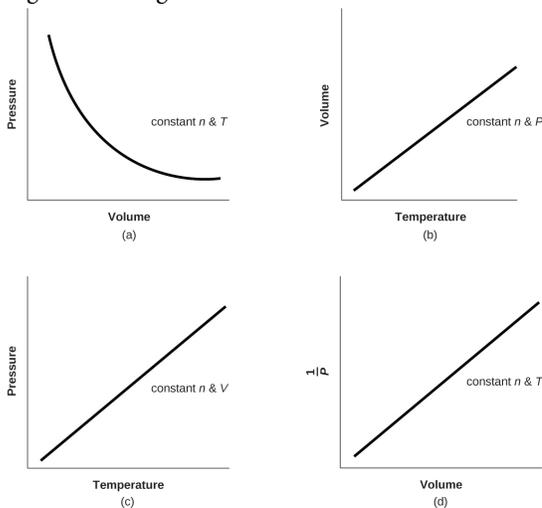 Pressure
constant n & T
Volume
(a)
Volume
constant n & P
Temperature
(b)
Pressure
constant n & V
Temperature
(c)
1
P
constant n & T
Volume
(d)